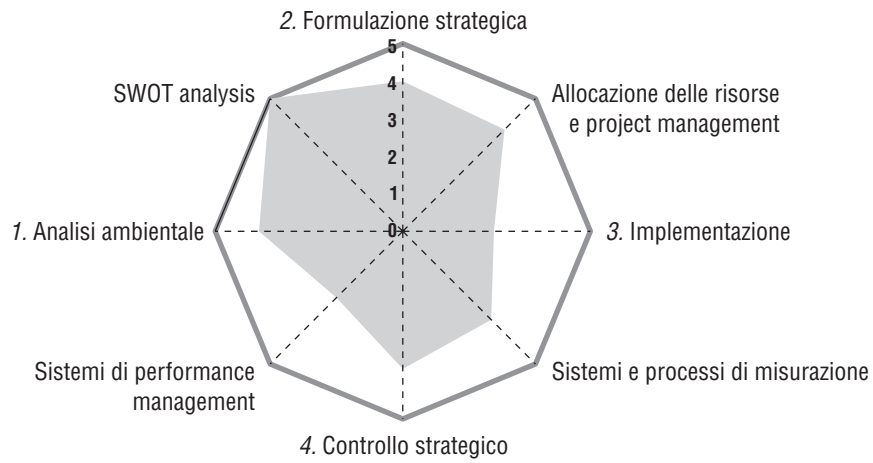 2. Formulazione strategica
5
4
3
2
1
0
SWOT analysis
Allocazione delle risorse
e project management
1. Analisi ambientale
3. Implementazione
Sistemi di performance
management
Sistemi e processi di misurazione
4. Controllo strategico